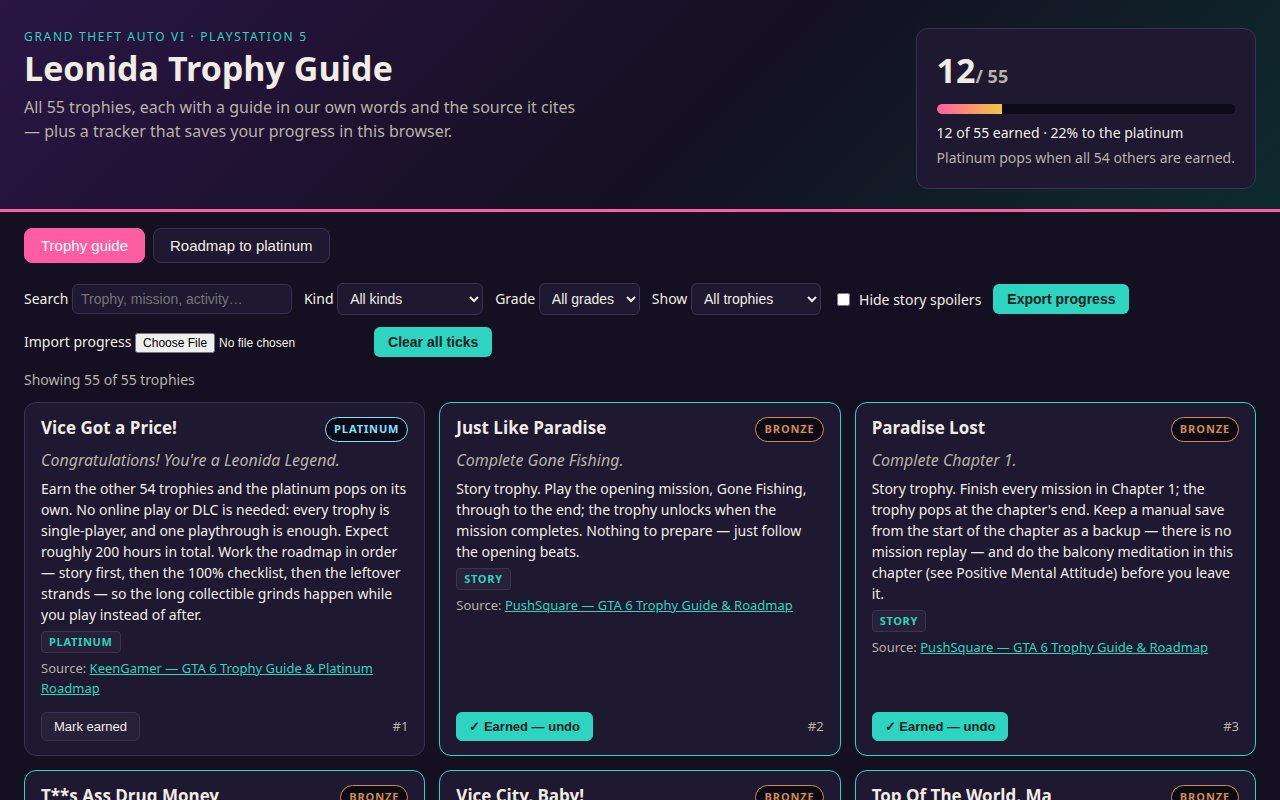 GRAND THEFT AUTO VI · PLAYSTATION 5
Leonida Trophy Guide
All 55 trophies, each with a guide in our own words and the source it cites
— plus a tracker that saves your progress in this browser.
12 / 55
12 of 55 earned · 22% to the platinum
Platinum pops when all 54 others are earned.
Trophy guide
Roadmap to platinum
Search Trophy, mission, activity… Kind All kinds Grade All grades Show All trophies Hide story spoilers Export progress
Import progress Choose File No file chosen Clear all ticks
Showing 55 of 55 trophies
Vice Got a Price!
PLATINUM
Congratulations! You're a Leonida Legend.
Earn the other 54 trophies and the platinum pops on its
own. No online play or DLC is needed: every trophy is
single-player, and one playthrough is enough. Expect
roughly 200 hours in total. Work the roadmap in order
— story first, then the 100% checklist, then the leftover
strands — so the long collectible grinds happen while
you play instead of after.
PLATINUM
Source: KeenGamer — GTA 6 Trophy Guide & Platinum
Roadmap
Mark earned
#1
Just Like Paradise
BRONZE
Complete Gone Fishing.
Story trophy. Play the opening mission, Gone Fishing,
through to the end; the trophy unlocks when the
mission completes. Nothing to prepare — just follow
the opening beats.
STORY
Source: PushSquare — GTA 6 Trophy Guide & Roadmap
✓ Earned — undo
#2
Paradise Lost
BRONZE
Complete Chapter 1.
Story trophy. Finish every mission in Chapter 1; the
trophy pops at the chapter's end. Keep a manual save
from the start of the chapter as a backup — there is no
mission replay — and do the balcony meditation in this
chapter (see Positive Mental Attitude) before you leave
it.
STORY
Source: PushSquare — GTA 6 Trophy Guide & Roadmap
✓ Earned — undo
#3
T**s Ass Drug Money
BRONZE
Vice City, Baby!
BRONZE
Top Of The World, Ma
BRONZE